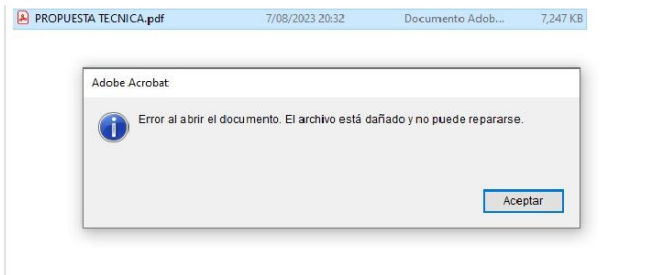 PROPUESTA TECNICA.pdf 7/08/2023 20:32 Documento Adob... 7,247 KB
Adobe Acrobat
Error al abrir el documento. El archivo está dañado y no puede repararse.
Aceptar